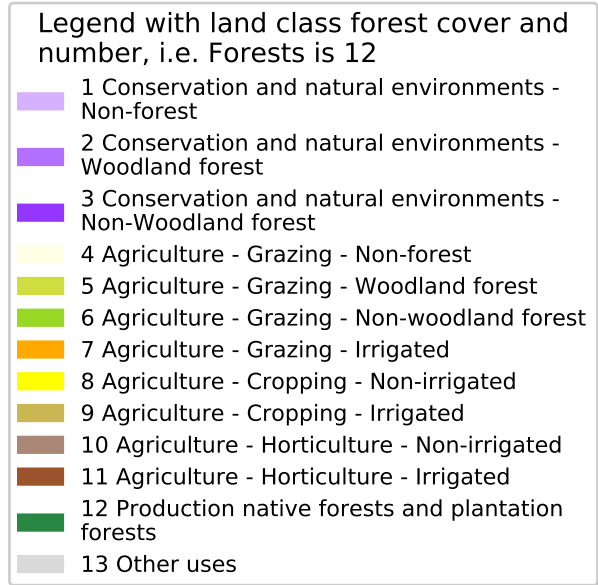 Legend with land class forest cover and
number, i.e. Forests is 12
1 Conservation and natural environments -
Non-forest
2 Conservation and natural environments -
Woodland forest
3 Conservation and natural environments -
Non-Woodland forest
4 Agriculture - Grazing - Non-forest
5 Agriculture - Grazing - Woodland forest
6 Agriculture - Grazing - Non-woodland forest
7 Agriculture - Grazing - Irrigated
8 Agriculture - Cropping - Non-irrigated
9 Agriculture - Cropping - Irrigated
10 Agriculture - Horticulture - Non-irrigated
11 Agriculture - Horticulture - Irrigated
12 Production native forests and plantation
forests
13 Other uses